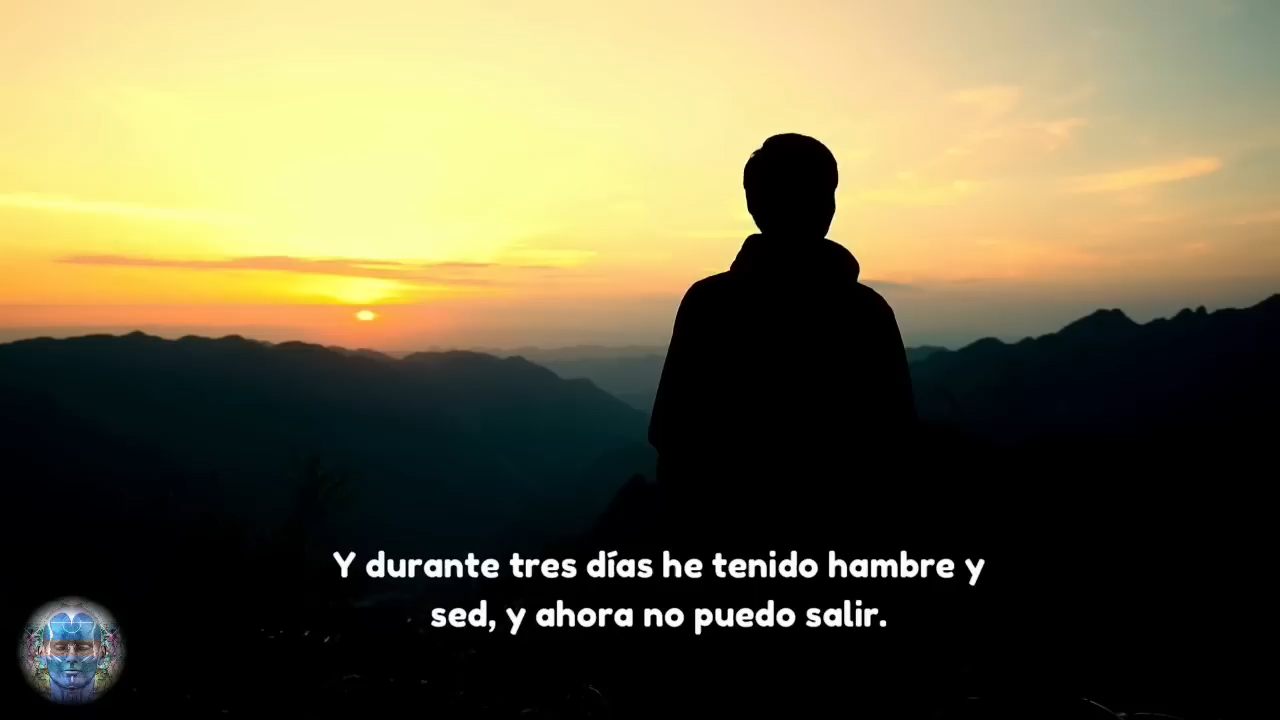 Y durante tres días he tenido hambre y
sed, y ahora no puedo salir.